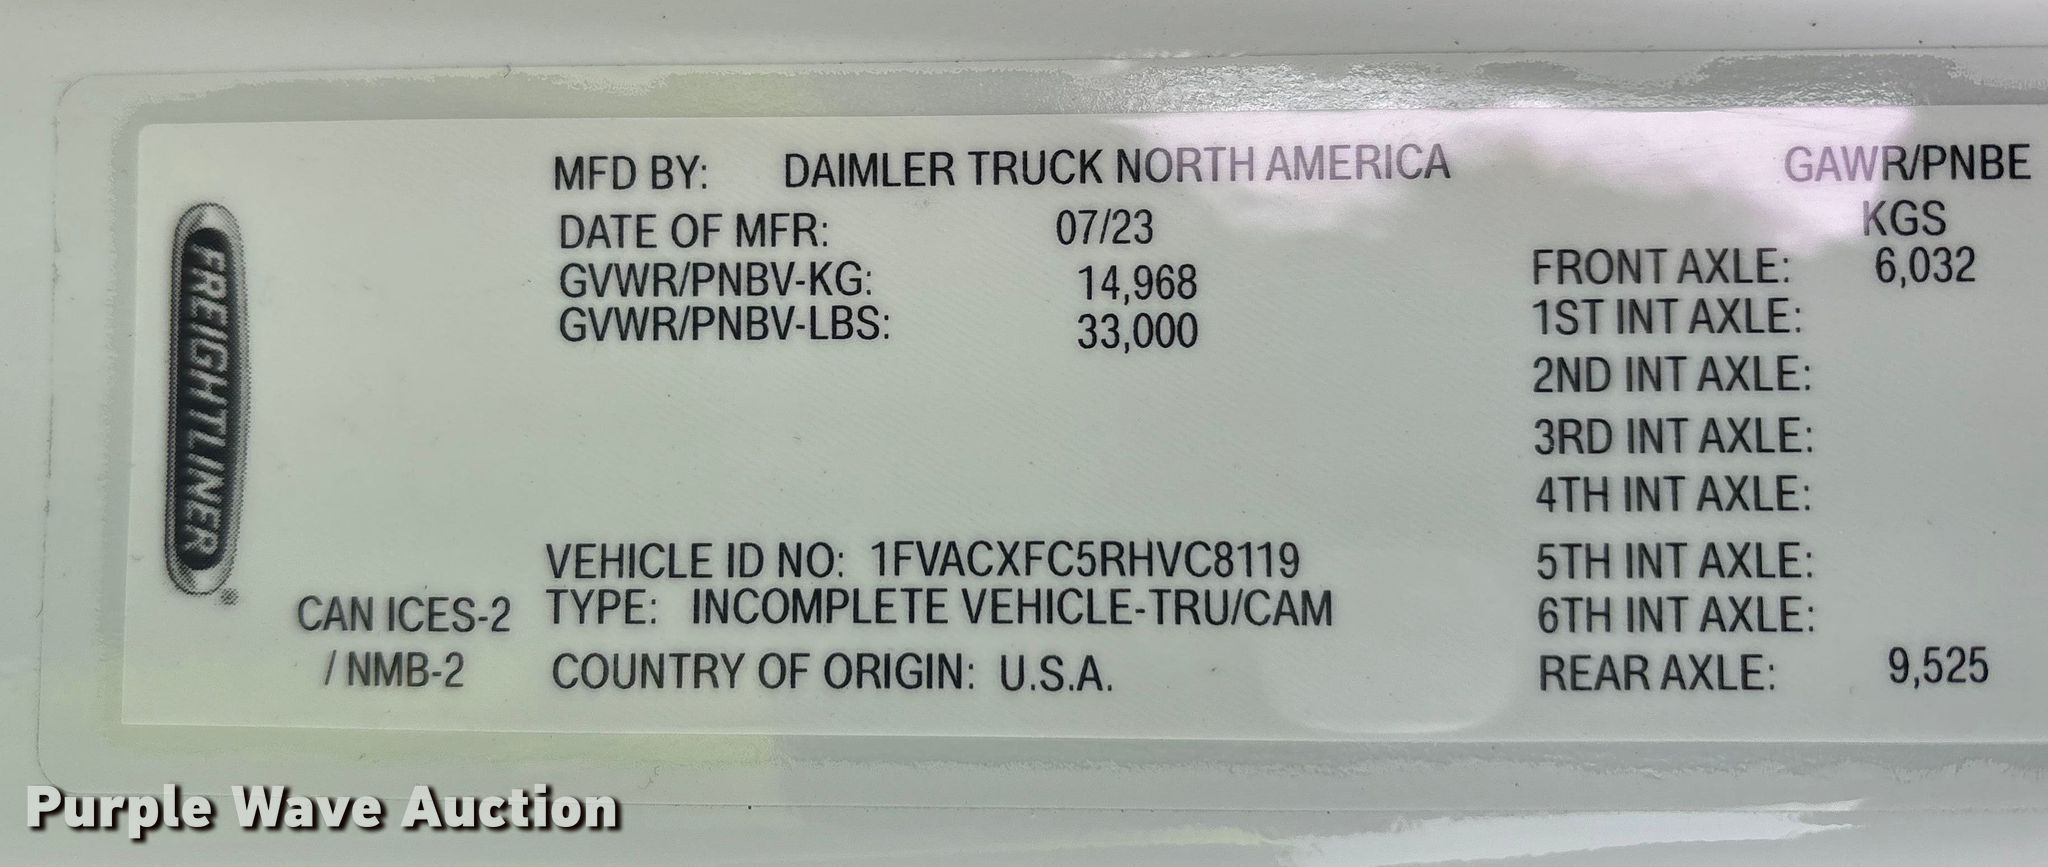 FREIGHTLINER
MFD BY: DAIMLER TRUCK NORTH AMERICA
DATE OF MFR: 07/23
GVWR/PNBV-KG: 14,968
GVWR/PNBV-LBS: 33,000
VEHICLE ID NO: 1FVACXFC5RHVC8119
CAN ICES-2 TYPE: INCOMPLETE VEHICLE-TRU/CAM
/ NMB-2 COUNTRY OF ORIGIN: U.S.A.
GAWR/PNBE
KGS
FRONT AXLE: 6,032
1ST INT AXLE:
2ND INT AXLE:
3RD INT AXLE:
4TH INT AXLE:
5TH INT AXLE:
6TH INT AXLE:
REAR AXLE: 9,525
Purple Wave Auction